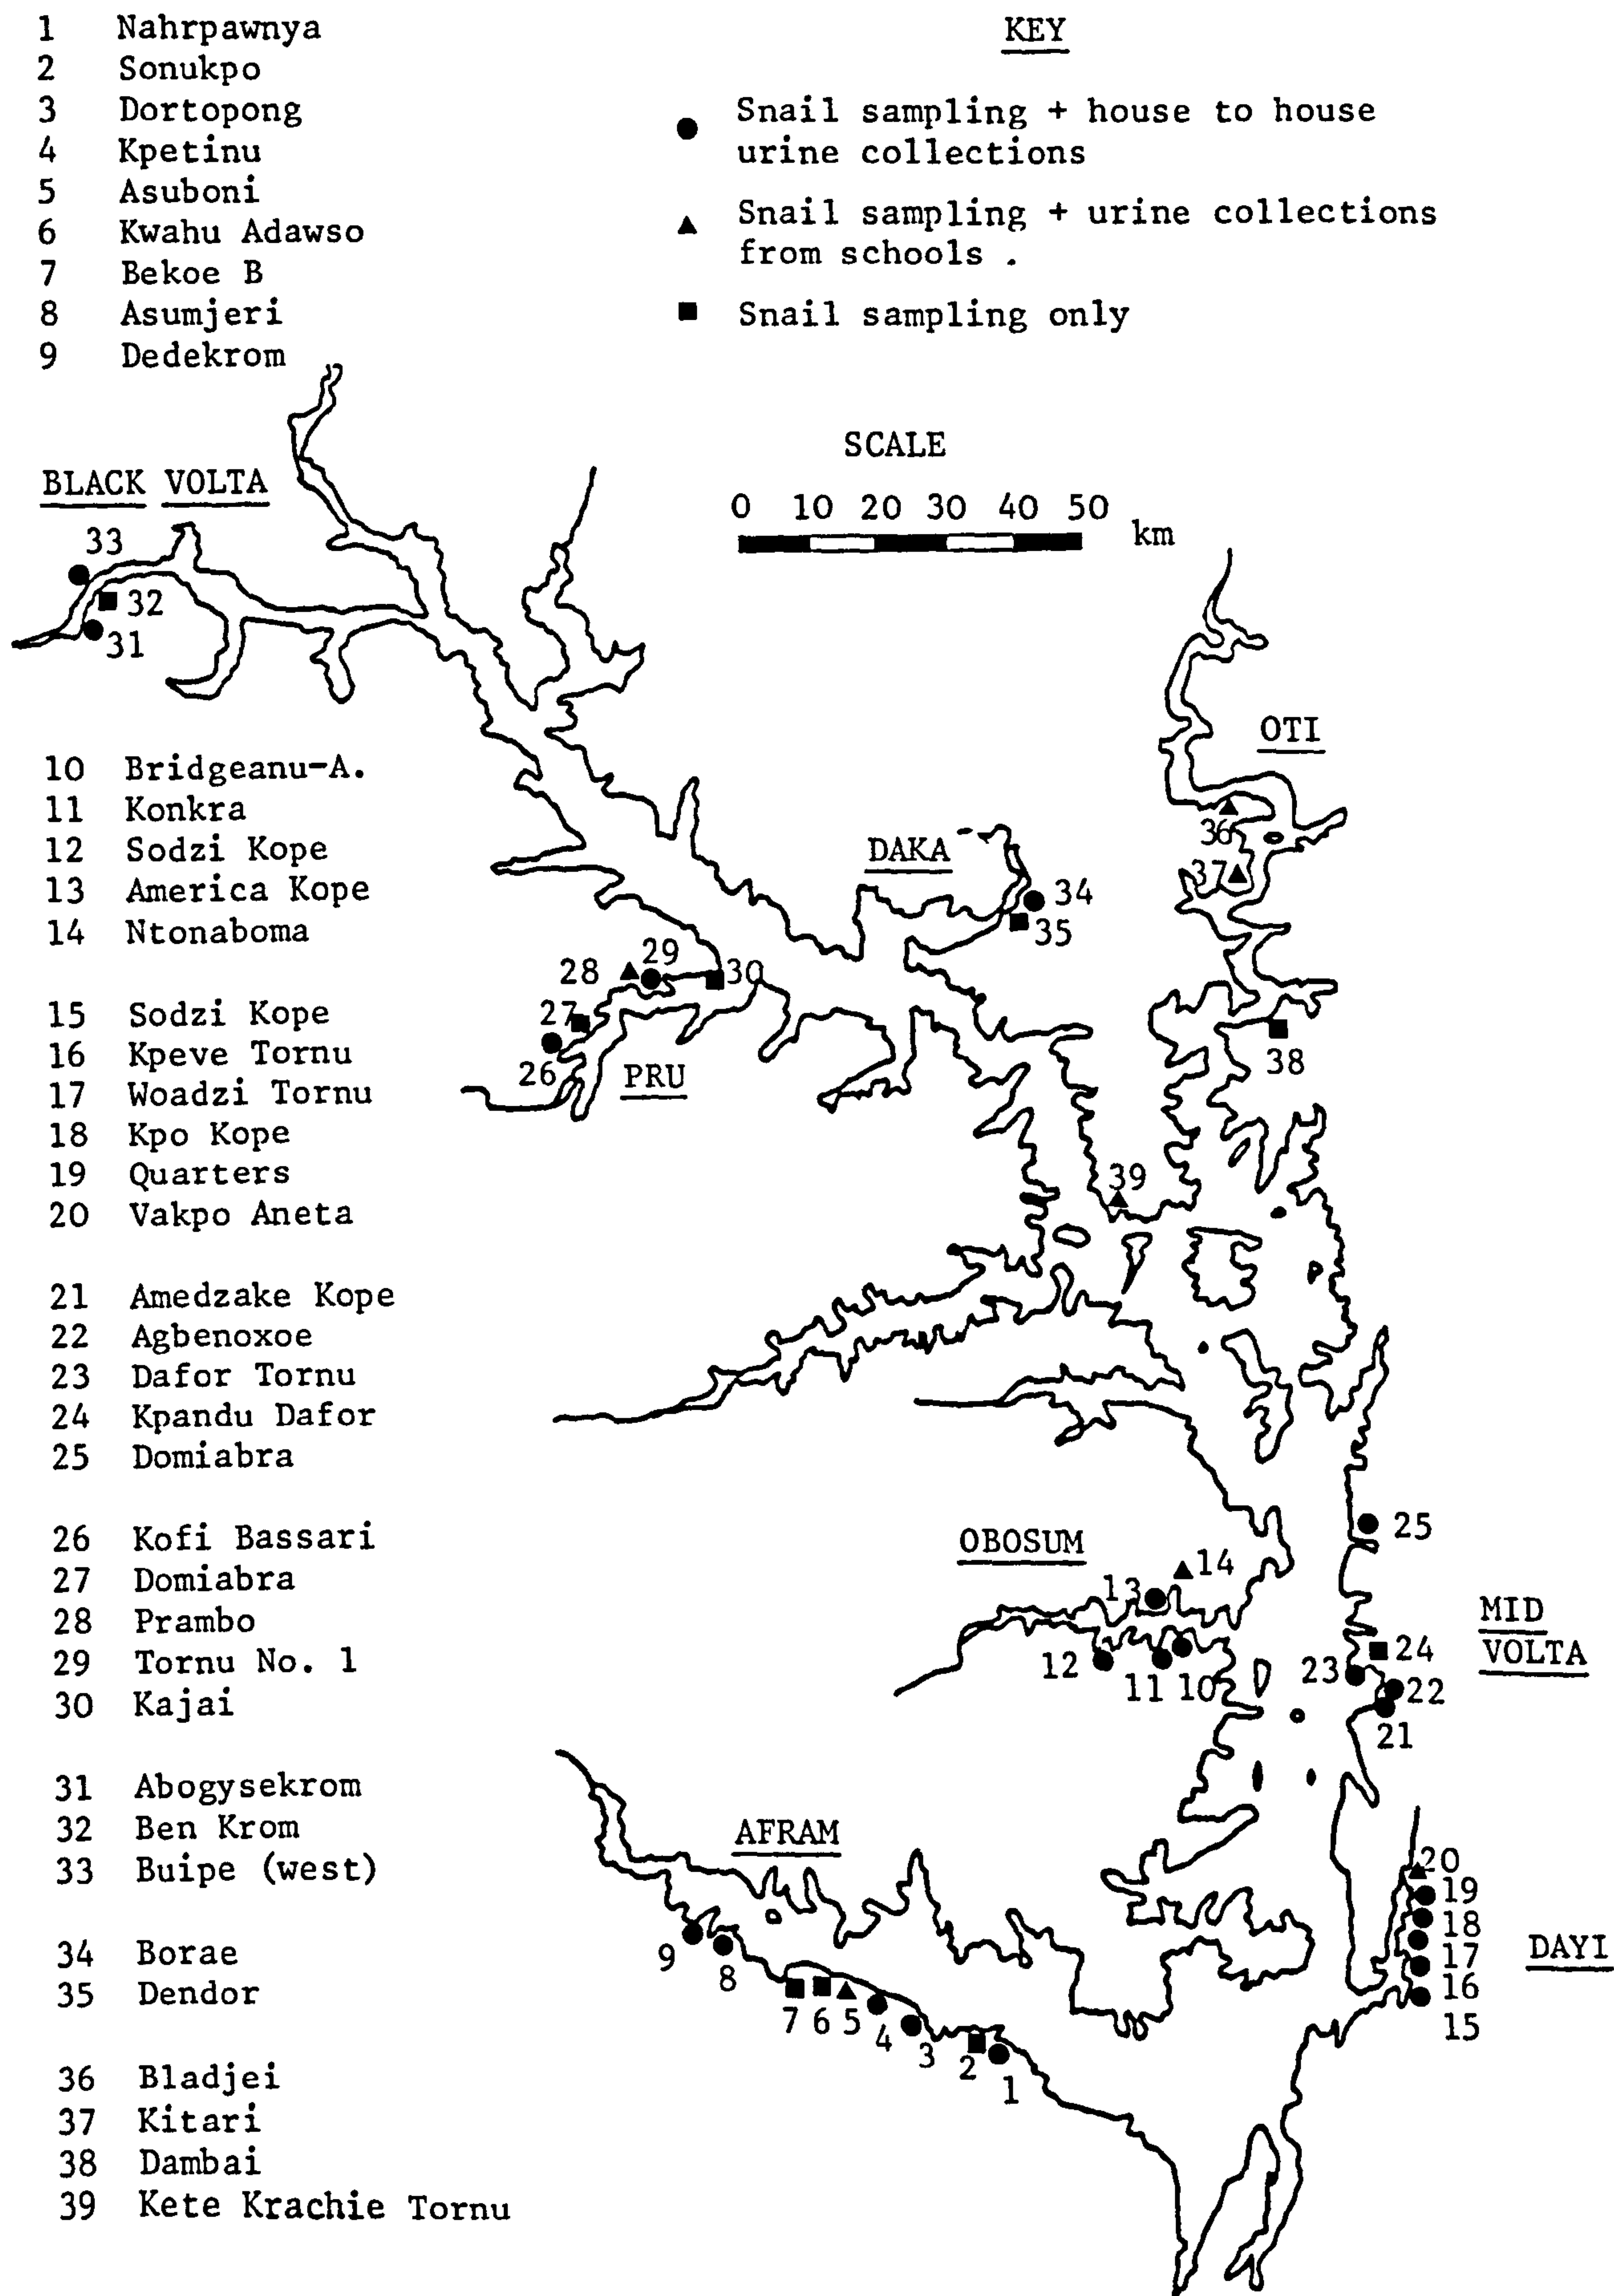 1 Nahrpawnya
2 Sonukpo
3 Dortopong
4 Kpetinu
5 Asuboni
6 Kwahu Adawso
7 Bekoe B
8 Asumjeri
9 Dedekrom
KEY
Snail sampling + house to house
urine collections
Snail sampling + urine collections
from schools .
Snail sampling only
SCALE
0 10 20 30 40 50
km
BLACK VOLTA
33
32
31
OTI
36
37
38
DAKA
34
35
10 Bridgeanu-A.
11 Konkra
12 Sodzi Kope
13 America Kope
14 Ntonaboma
28
29
30
27
26
PRU
15 Sodzi Kope
16 Kpeve Tornu
17 Woadzi Tornu
18 Kpo Kope
19 Quarters
20 Vakpo Aneta
39
21 Amedzake Kope
22 Agbenoxoe
23 Dafor Tornu
24 Kpandu Dafor
25 Domiabra
25
OBOSUM
14
13
12
11
10
MID
VOLTA
24
23
22
21
26 Kofi Bassari
27 Domiabra
28 Prambo
29 Tornu No. 1
30 Kajai
31 Abogysekrom
32 Ben Krom
33 Buipe (west)
AFRAM
9
8
7
6
5
4
3
2
1
20
19
18
17
16
15
DAYI
34 Borae
35 Dendor
36 Bladjei
37 Kitari
38 Dambai
39 Kete Krachie Tornu